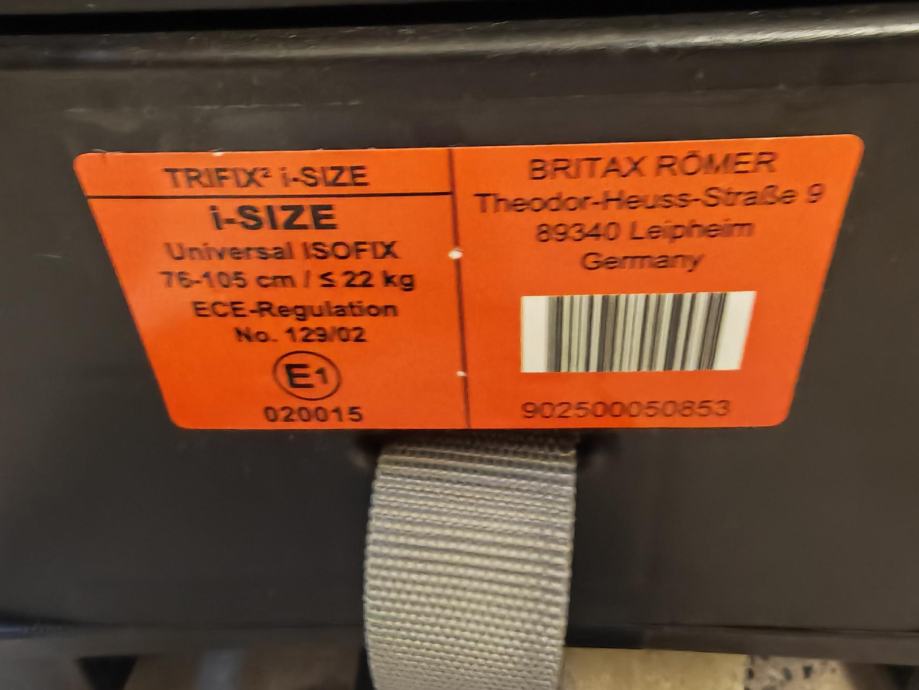 TRIFIX² i-SIZE
i-SIZE
Universal ISOFIX
76-105 cm / ≤ 22 kg
ECE-Regulation
No. 129/02
E1
020015
BRITAX RÖMER
Theodor-Heuss-Straße 9
89340 Leipheim
Germany
902500050853